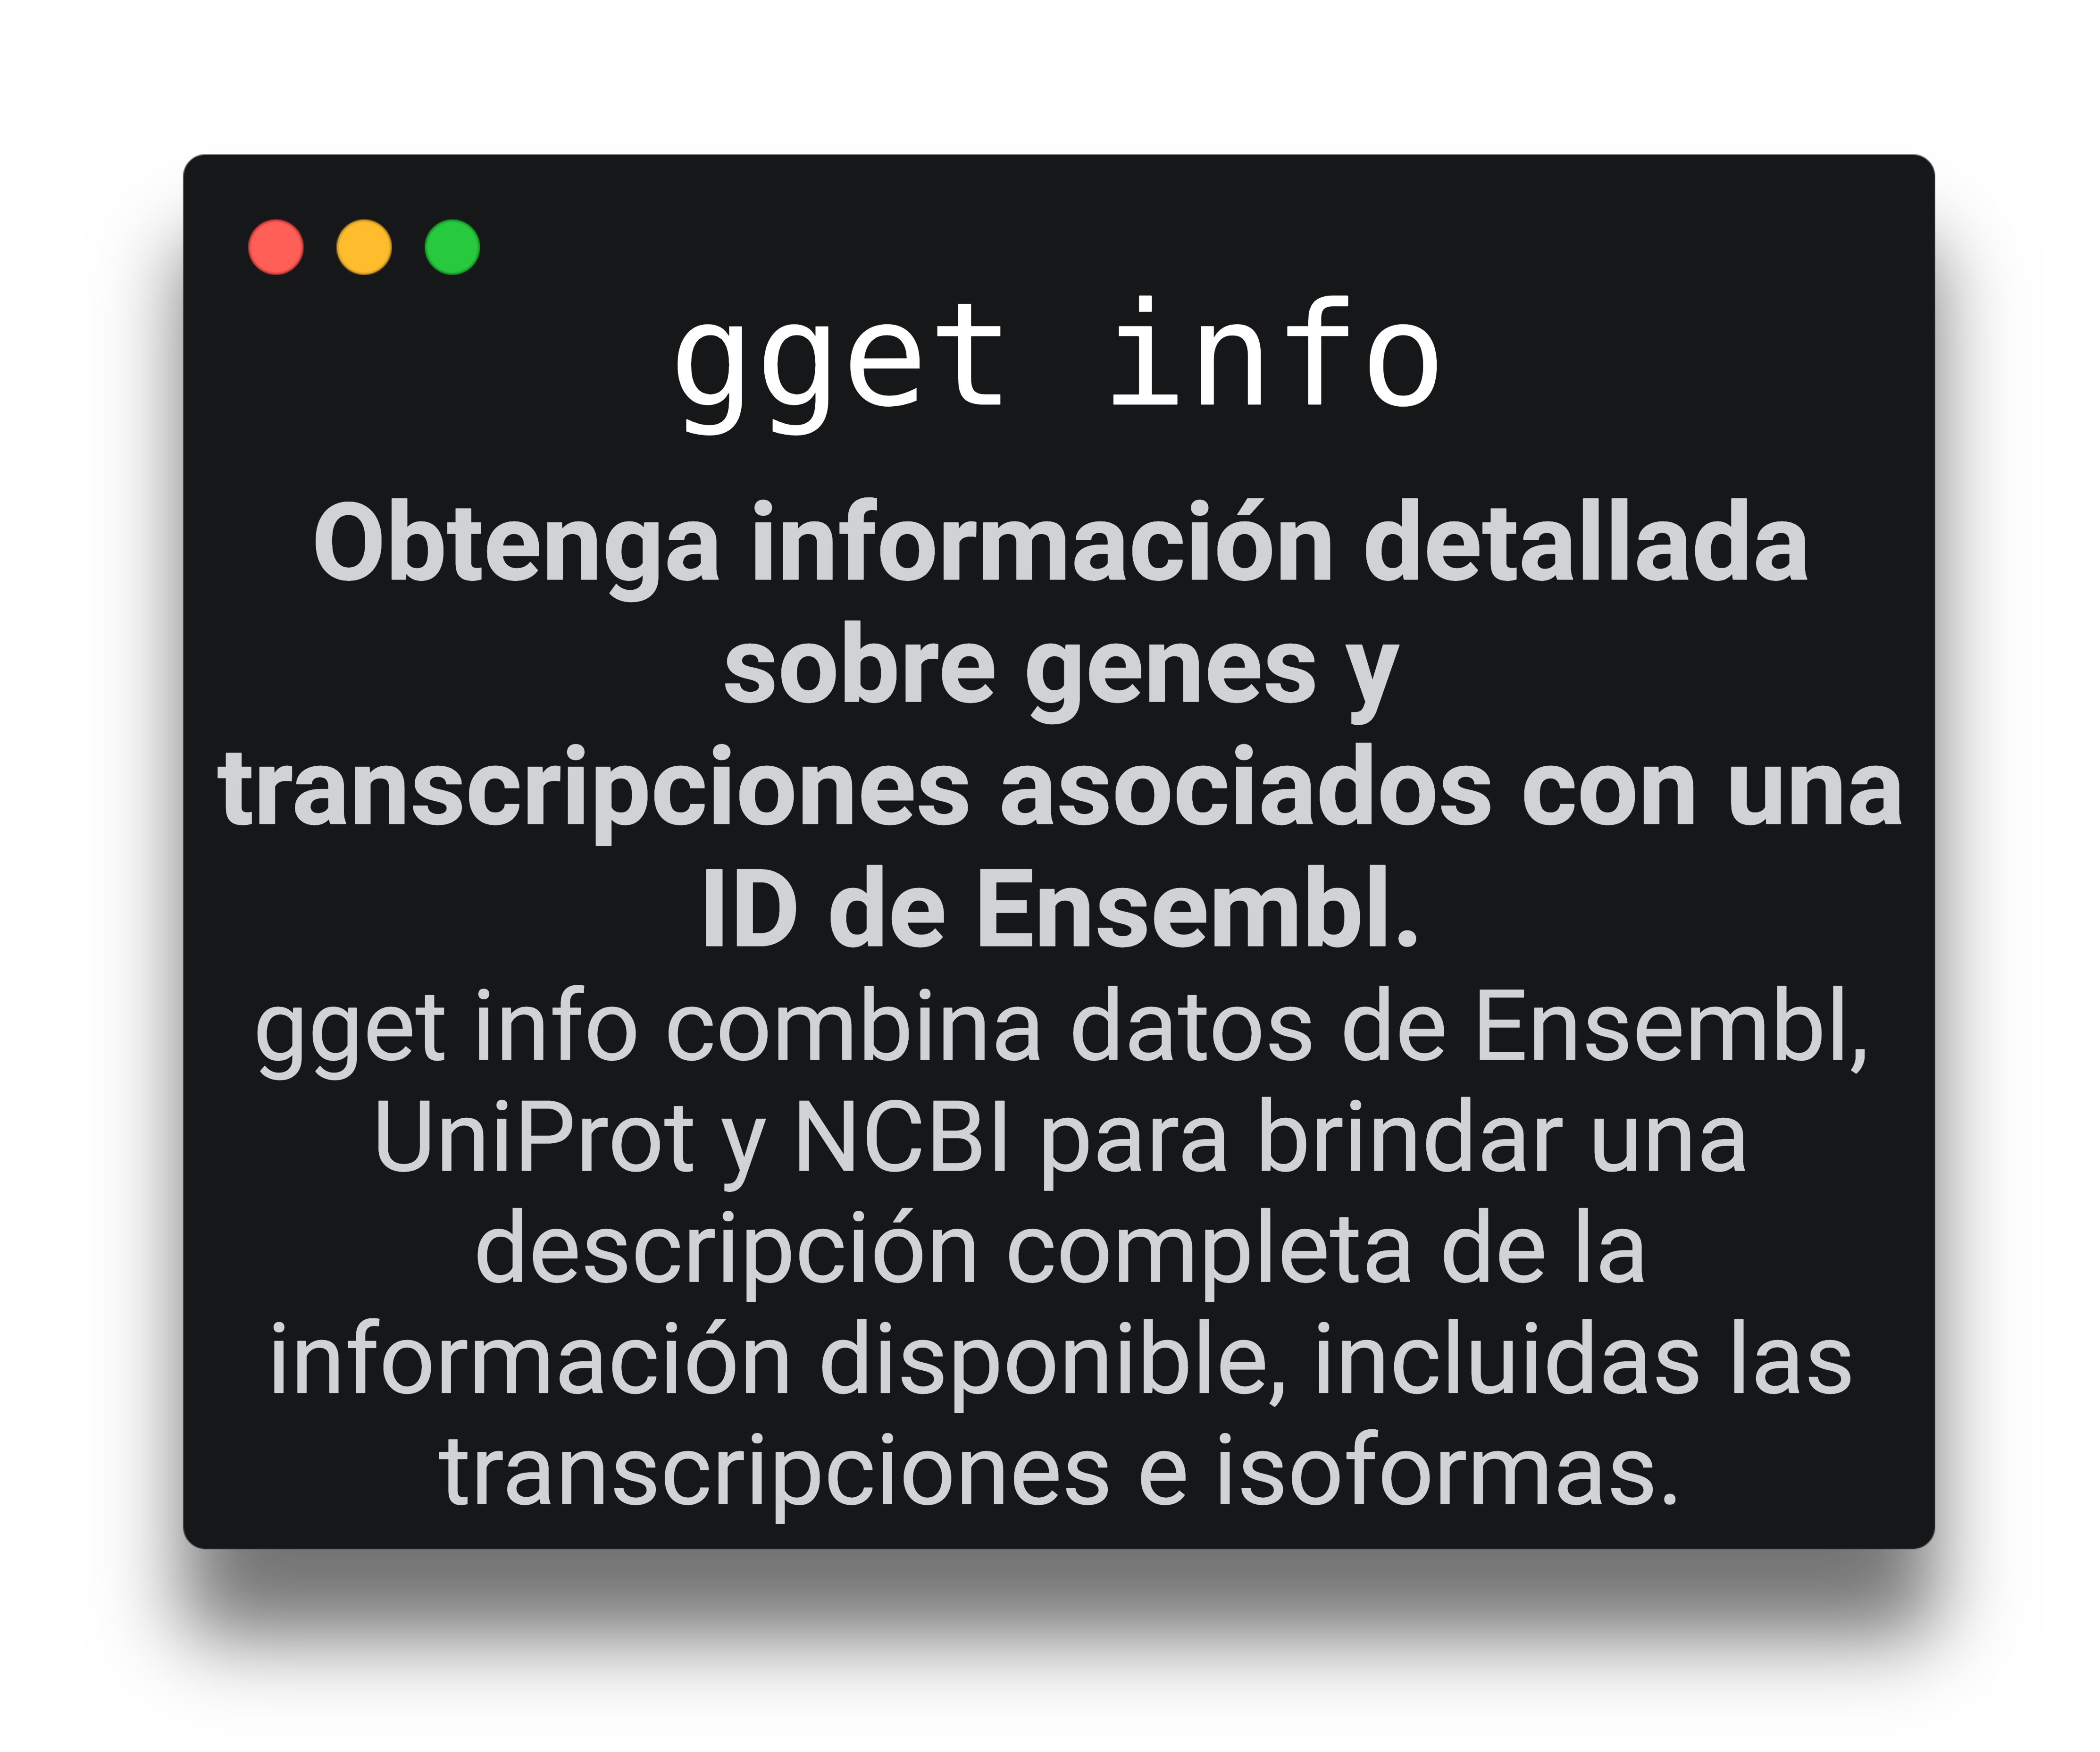 gget info
Obtenga información detallada
sobre genes y
transcripciones asociados con una
ID de Ensembl.
gget info combina datos de Ensembl,
UniProt y NCBI para brindar una
descripción completa de la
información disponible, incluidas las
transcripciones e isoformas.